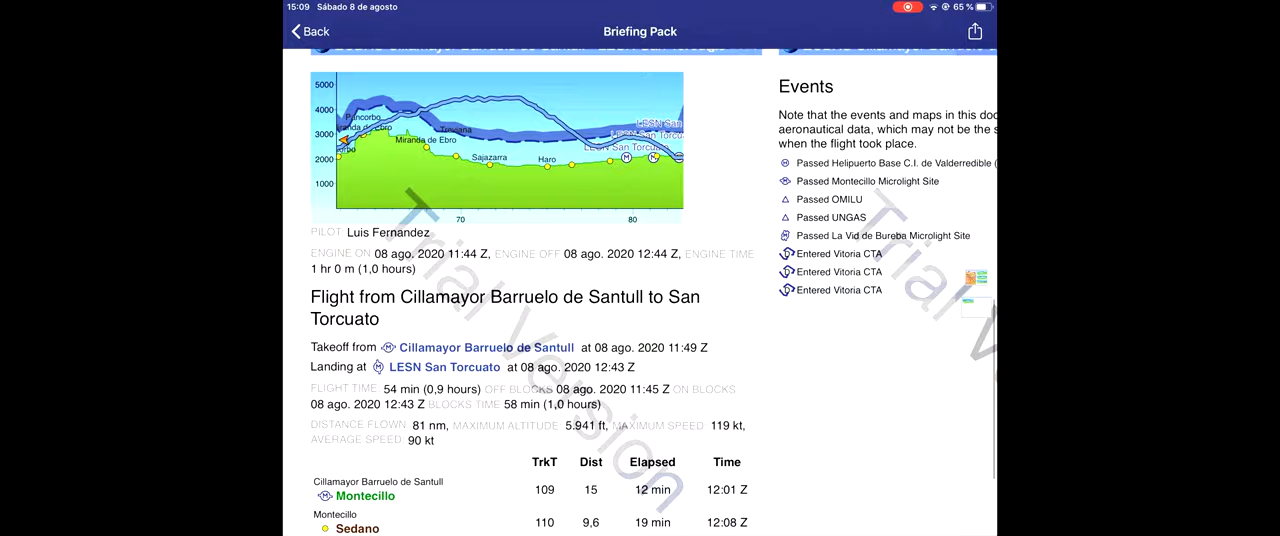 15:09 Sábado 8 de agosto
65 %
Back
Briefing Pack
5000
4000
3000
2000
1000
Pancorbo
Miranda de Ebro
Sajazarra
Haro
70
80
PILOT: Luis Fernandez
ENGINE ON 08 ago. 2020 11:44 Z, ENGINE OFF 08 ago. 2020 12:44 Z, ENGINE TIME
1 hr 0 m (1,0 hours)
Flight from Cillamayor Barruelo de Santull to San
Torcuato
Takeoff from Cillamayor Barruelo de Santull at 08 ago. 2020 11:49 Z
Landing at LESN San Torcuato at 08 ago. 2020 12:43 Z
FLIGHT TIME 54 min (0,9 hours) OFF BLOCKS 08 ago. 2020 11:45 Z ON BLOCKS
08 ago. 2020 12:43 Z BLOCKS TIME 58 min (1,0 hours)
DISTANCE FLOWN 81 nm, MAXIMUM ALTITUDE 5.941 ft, MAXIMUM SPEED 119 kt,
AVERAGE SPEED 90 kt
TrkT Dist Elapsed Time
Cillamayor Barruelo de Santull
Montecillo 109 15 12 min 12:01 Z
Montecillo
Sedano 110 9,6 19 min 12:08 Z
Events
Note that the events and maps in this doc
aeronautical data, which may not be the s
when the flight took place.
Passed Helipuerto Base C.I. de Valderredible (
Passed Montecillo Microlight Site
Passed OMILU
Passed UNGAS
Passed La Vid de Bureba Microlight Site
Entered Vitoria CTA
Entered Vitoria CTA
Entered Vitoria CTA
Trial Version
Trial V